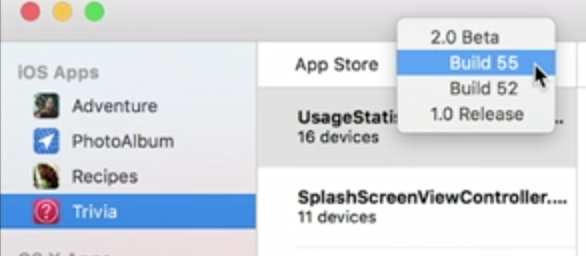 2.0 Beta
Build 55
Build 52
1.0 Release
iOS Apps
Adventure
PhotoAlbum
Recipes
Trivia
App Store
UsageStatis
16 devices
SplashScreenViewController....
11 devices